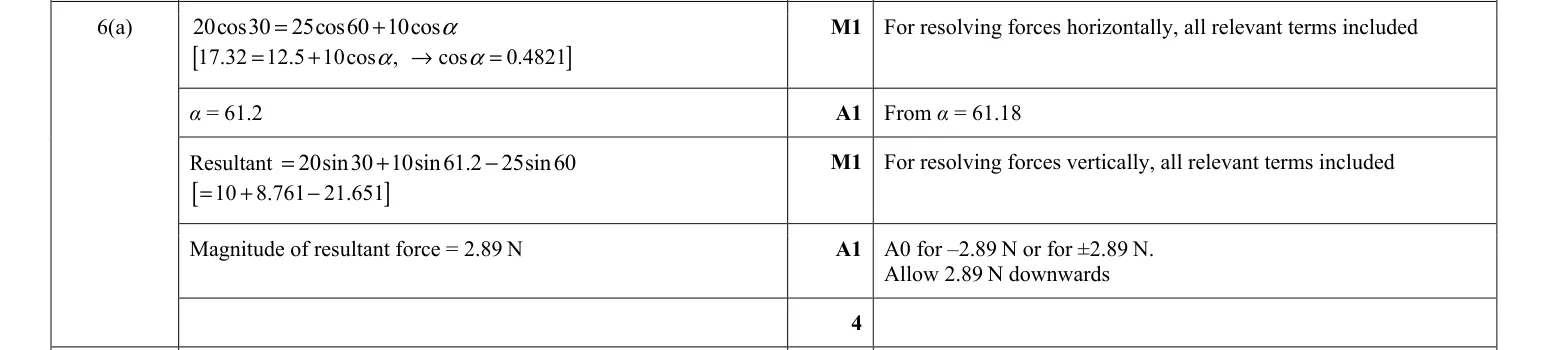 6(a)
20cos30 = 25cos60 + 10cosα
[17.32 = 12.5 + 10cosα, → cosα = 0.4821]
M1
For resolving forces horizontally, all relevant terms included
α = 61.2
A1
From α = 61.18
Resultant = 20sin30 + 10sin61.2 − 25sin60
[= 10 + 8.761 − 21.651]
M1
For resolving forces vertically, all relevant terms included
Magnitude of resultant force = 2.89 N
A1
A0 for –2.89 N or for ±2.89 N.
Allow 2.89 N downwards
4